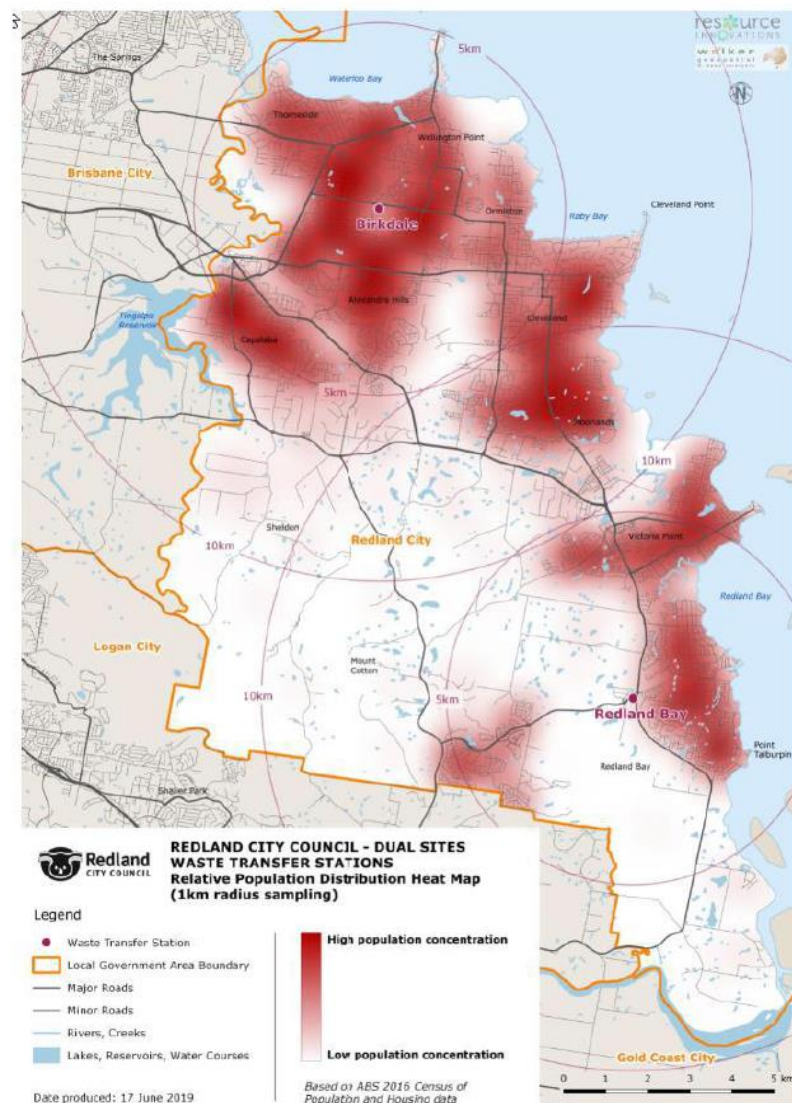 resource
INNOVATIONS
walker
5km
The Springs
Waterloo Bay
N
Thorneside
Wellington Point
Brisbane City
Cleveland Point
Birkdale
Ormiston
Raby Bay
Tingalpa
Reservoir
Alexandra Hills
Cleveland
Capalaba
5km
Thornlands
10km
Sheldon
Redland City
Victoria Point
10km
Redland Bay
Logan City
Mount
Cotton
10km
5km
Redland Bay
Point
Talburpin
Redland Bay
Shailer Park
Redland
CITY COUNCIL
REDLAND CITY COUNCIL - DUAL SITES
WASTE TRANSFER STATIONS
Relative Population Distribution Heat Map
(1km radius sampling)
Legend
Waste Transfer Station
Local Government Area Boundary
Major Roads
Minor Roads
Rivers, Creeks
Lakes, Reservoirs, Water Courses
High population concentration
Low population concentration
Gold Coast City
Date produced: 17 June 2019
Based on ABS 2016 Census of
Population and Housing data
0 1 2 3 4 5 km